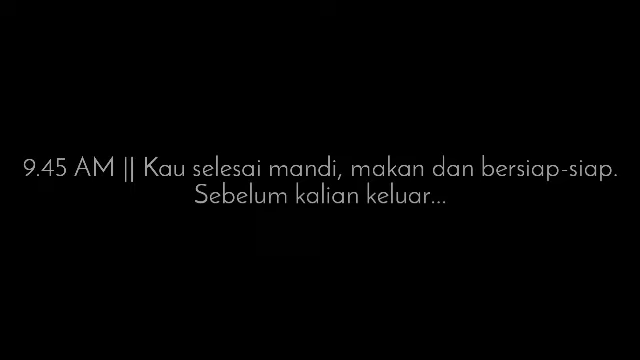 9.45 AM || Kau selesai mandi, makan dan bersiap-siap.
Sebelum kalian keluar...